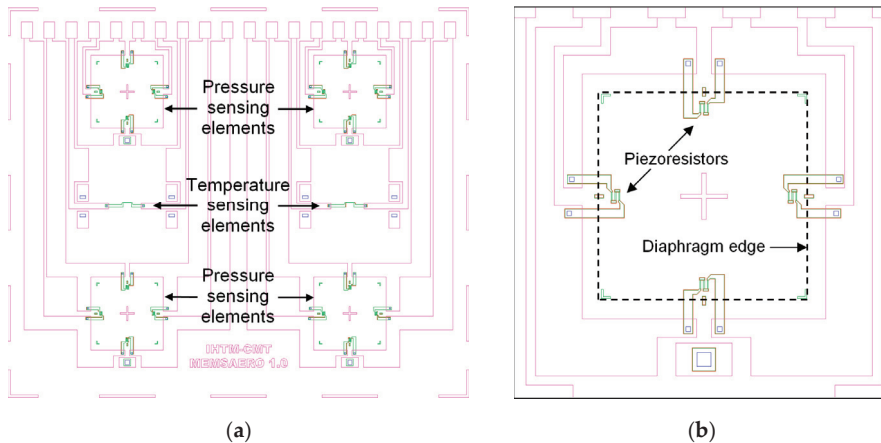 Pressure
sensing
elements
Temperature
sensing
elements
Pressure
sensing
elements
IHTM-CMT
MEMSAERO 1.0
(a)
Piezoresistors
Diaphragm edge
(b)